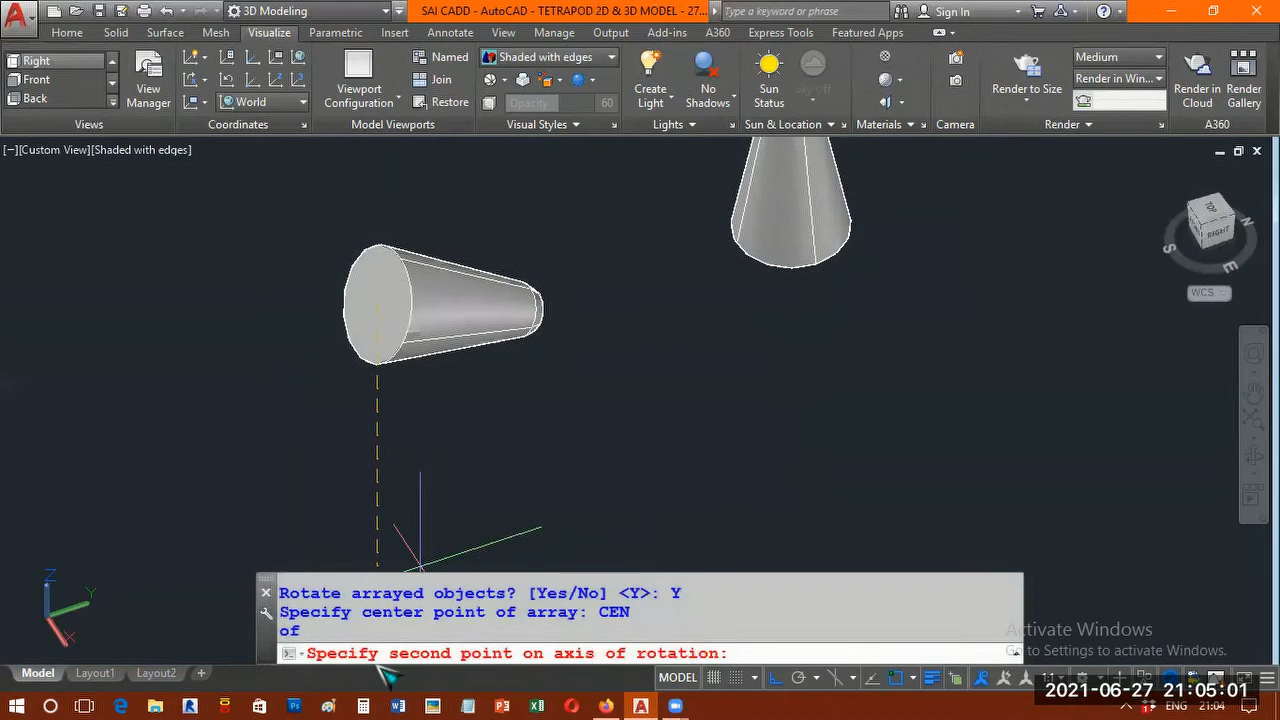 3D Modeling
SAI CADD - AutoCAD - TETRAPOD 2D & 3D MODEL - 27...
Type a keyword or phrase
Sign In
Home Solid Surface Mesh Visualize Parametric Insert Annotate View Manage Output Add-ins A360 Express Tools Featured Apps
Right
Front
Back
View
Manager
World
Viewport
Configuration
Named
Join
Restore
Shaded with edges
Opacity 60
Create
Light
No
Shadows
Sun
Status
Sky Off
Render to Size
Medium
Render in Win...
Render in
Cloud
Render
Gallery
Views Coordinates Model Viewports Visual Styles Lights Sun & Location Materials Camera Render A360
[−][Custom View][Shaded with edges]
TOP
RIGHT
N
S
E
WCS
Z
Y
X
Rotate arrayed objects? [Yes/No] <Y>: Y
Specify center point of array: CEN
of
Specify second point on axis of rotation:
Activate Windows
Go to Settings to activate Windows.
Model Layout1 Layout2 +
MODEL
1:1
2021-06-27 21:05:01
ENG 21:04